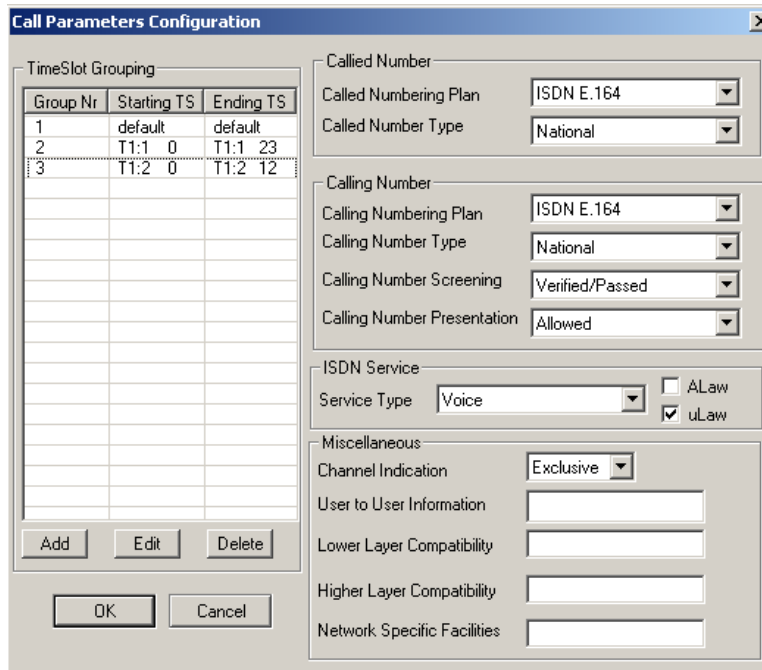 Call Parameters Configuration
TimeSlot Grouping
Group Nr Starting TS Ending TS
1 default default
2 T1:1 0 T1:1 23
3 T1:2 0 T1:2 12
Add Edit Delete
OK Cancel
Callied Number
Called Numbering Plan ISDN E.164
Called Number Type National
Calling Number
Calling Numbering Plan ISDN E.164
Calling Number Type National
Calling Number Screening Verified/Passed
Calling Number Presentation Allowed
ISDN Service
Service Type Voice
ALaw
uLaw
Miscellaneous
Channel Indication Exclusive
User to User Information
Lower Layer Compatibility
Higher Layer Compatibility
Network Specific Facilities